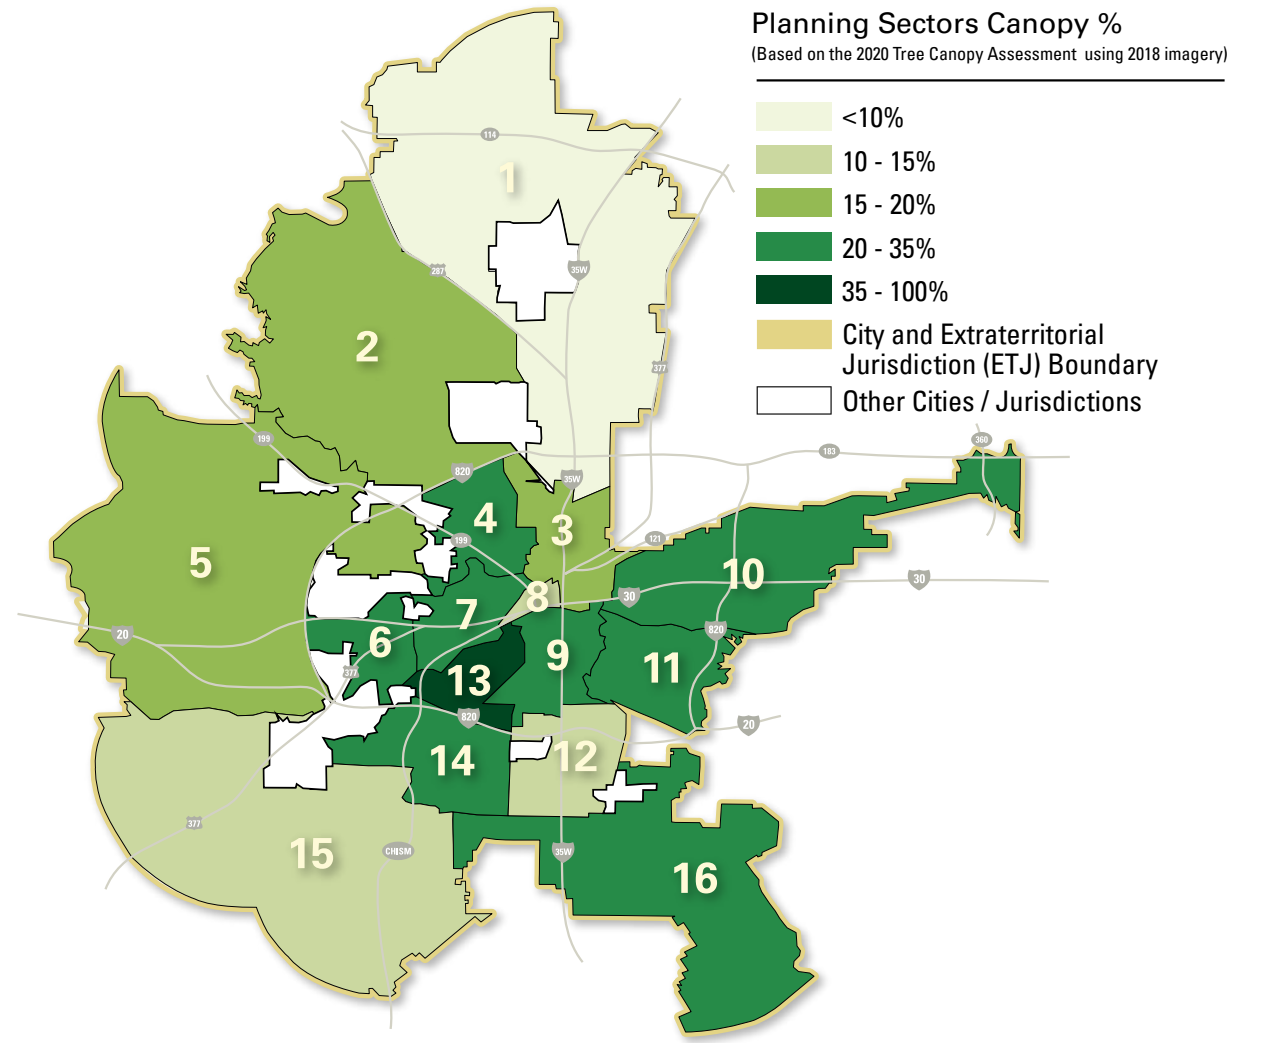 Planning Sectors Canopy %
(Based on the 2020 Tree Canopy Assessment using 2018 imagery)
<10%
10 - 15%
15 - 20%
20 - 35%
35 - 100%
City and Extraterritorial
Jurisdiction (ETJ) Boundary
Other Cities / Jurisdictions
114
1
287
35W
2
377
199
820
35W
183
360
4
3
199
121
5
10
30
30
8
7
20
6
9
11
820
377
13
820
20
14
12
377
15
CHISM
35W
16